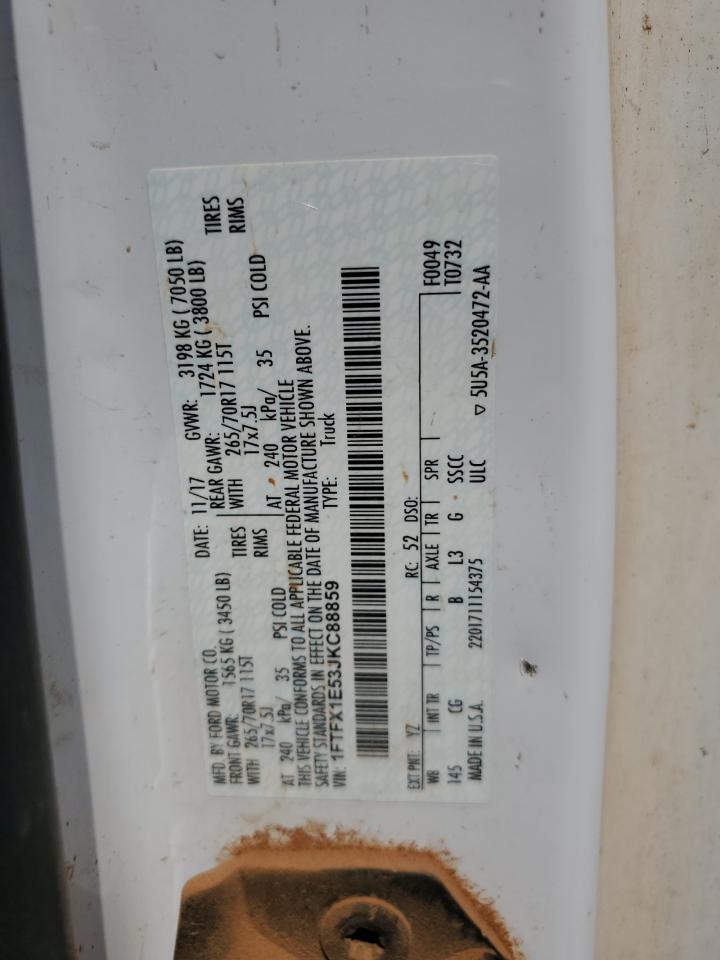 MFD. BY FORD MOTOR CO. DATE: 11/17 GVWR: 3198 KG ( 7050 LB)
FRONT GAWR: 1565 KG ( 3450 LB) REAR GAWR: 1724 KG ( 3800 LB)
WITH 265/70R17 115T TIRES WITH 265/70R17 115T TIRES
17x7.5J RIMS 17x7.5J RIMS
AT 240 kPa/ 35 PSI COLD AT 240 kPa/ 35 PSI COLD
THIS VEHICLE CONFORMS TO ALL APPLICABLE FEDERAL MOTOR VEHICLE
SAFETY STANDARDS IN EFFECT ON THE DATE OF MANUFACTURE SHOWN ABOVE.
VIN: 1FTFX1E53JKC88859 TYPE: Truck
EXT PNT: YZ RC: 52 DSO:
WB INT TR TP/PS R AXLE TR SPR F0049
145 CG B L3 G SSCC T0732
MADE IN U.S.A. 2201711154375 ULC ▽ 5U5A-3520472-AA